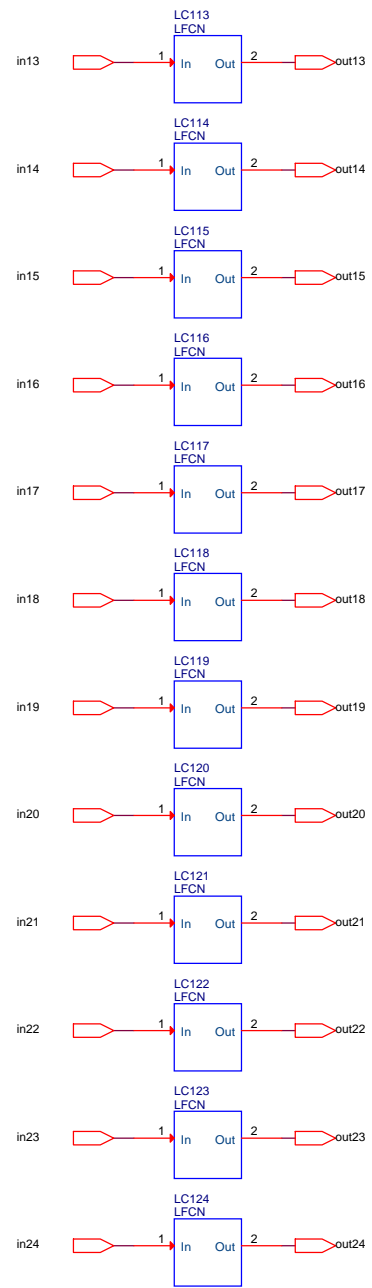 LC113
LFCN
in13 1 In Out 2 out13
LC114
LFCN
in14 1 In Out 2 out14
LC115
LFCN
in15 1 In Out 2 out15
LC116
LFCN
in16 1 In Out 2 out16
LC117
LFCN
in17 1 In Out 2 out17
LC118
LFCN
in18 1 In Out 2 out18
LC119
LFCN
in19 1 In Out 2 out19
LC120
LFCN
in20 1 In Out 2 out20
LC121
LFCN
in21 1 In Out 2 out21
LC122
LFCN
in22 1 In Out 2 out22
LC123
LFCN
in23 1 In Out 2 out23
LC124
LFCN
in24 1 In Out 2 out24